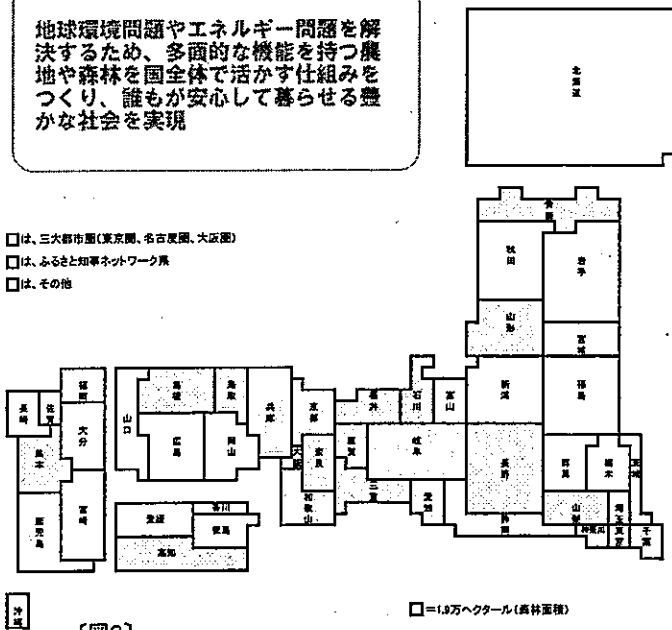 地球環境問題やエネルギー問題を解
決するため、多面的な機能を持つ農
地や森林を国全体で活かす仕組みを
つくり、誰もが安心して暮らせる豊
かな社会を実現
北海道
□は、三大都市圏(東京圏、名古屋圏、大阪圏)
□は、ふるさと知事ネットワーク県
□は、その他
青森
秋田
岩手
山形
宮城
新潟
福島
富山
石川
福井
京都
兵庫
鳥取
島根
山口
広島
岡山
福岡
佐賀
長崎
大分
熊本
宮崎
鹿児島
大阪
奈良
和歌山
滋賀
三重
岐阜
愛知
長野
静岡
群馬
栃木
茨城
山梨
埼玉
東京
神奈川
千葉
香川
愛媛
徳島
高知
沖縄
□=1.9万ヘクタール(森林面積)